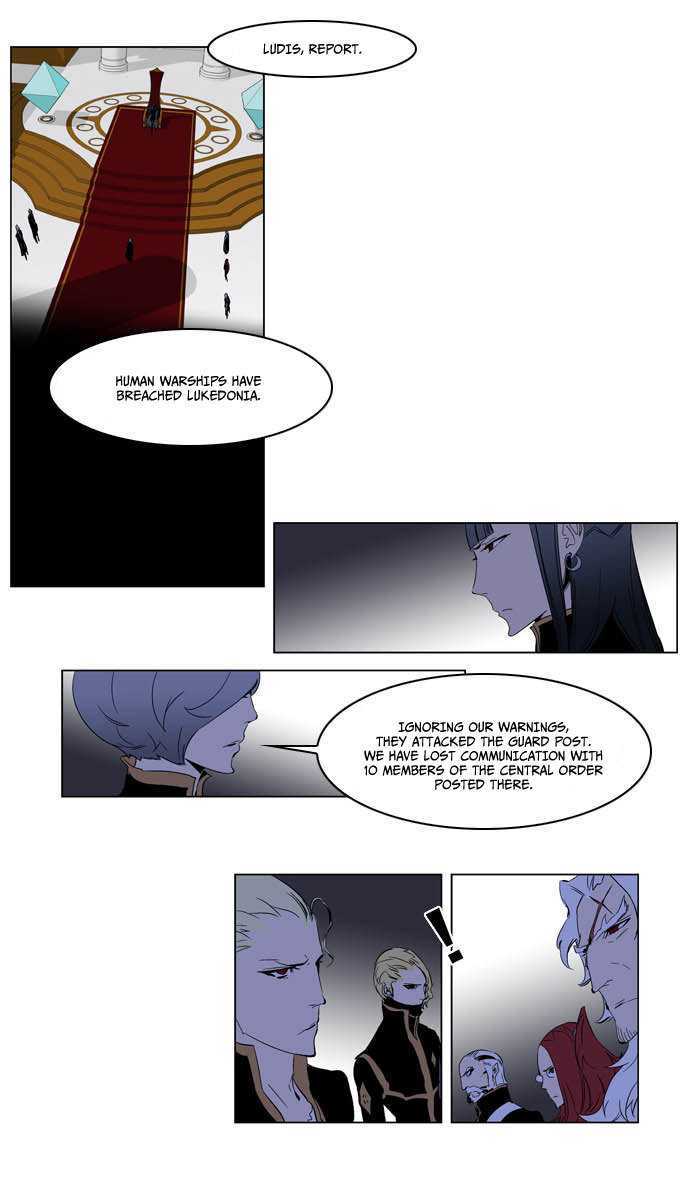 LUDIS, REPORT.
HUMAN WARSHIPS HAVE
BREACHED LUKEDONIA.
IGNORING OUR WARNINGS,
THEY ATTACKED THE GUARD POST.
WE HAVE LOST COMMUNICATION WITH
10 MEMBERS OF THE CENTRAL ORDER
POSTED THERE.
!